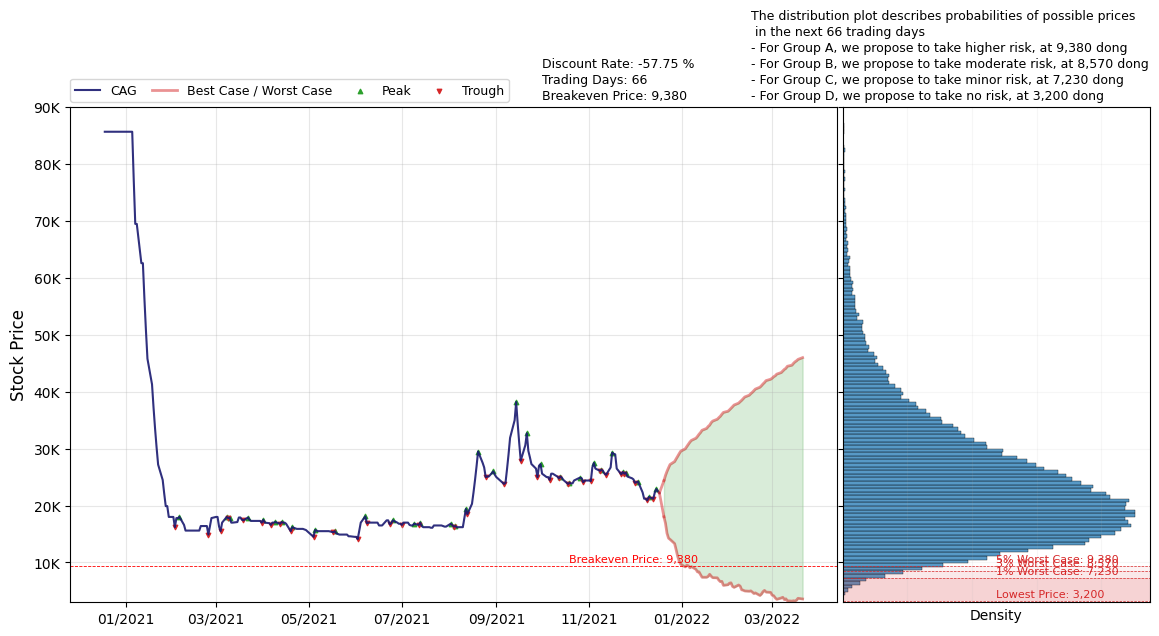 The distribution plot describes probabilities of possible prices
in the next 66 trading days
- For Group A, we propose to take higher risk, at 9,380 dong
- For Group B, we propose to take moderate risk, at 8,570 dong
- For Group C, we propose to take minor risk, at 7,230 dong
- For Group D, we propose to take no risk, at 3,200 dong
Discount Rate: -57.75 %
Trading Days: 66
Breakeven Price: 9,380
CAG
Best Case / Worst Case
Peak
Trough
90K
80K
70K
60K
50K
40K
30K
20K
10K
Stock Price
Breakeven Price: 9,380
5% Worst Case: 9,380
3% Worst Case: 8,570
1% Worst Case: 7,230
Lowest Price: 3,200
01/2021
03/2021
05/2021
07/2021
09/2021
11/2021
01/2022
03/2022
Density